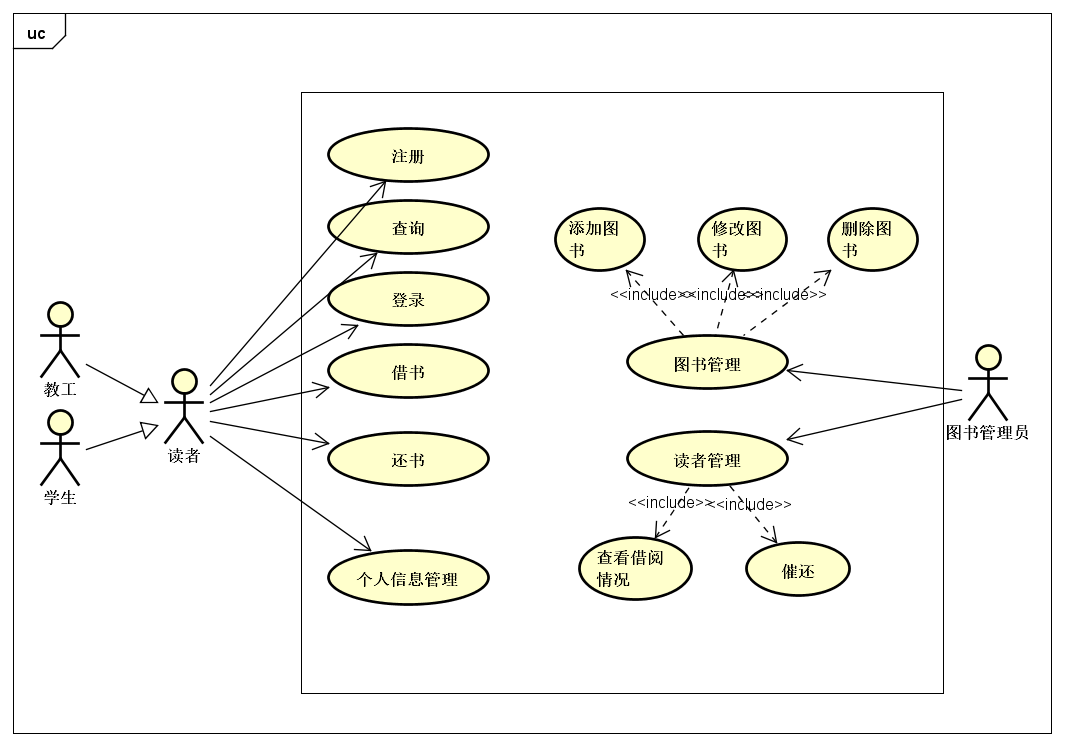 uc
注册
查询
登录
借书
还书
个人信息管理
添加图
书
修改图
书
删除图
书
<<include>>
<<include>>
<<include>>
图书管理
读者管理
<<include>>
<<include>>
查看借阅
情况
催还
教工
学生
读者
图书管理员